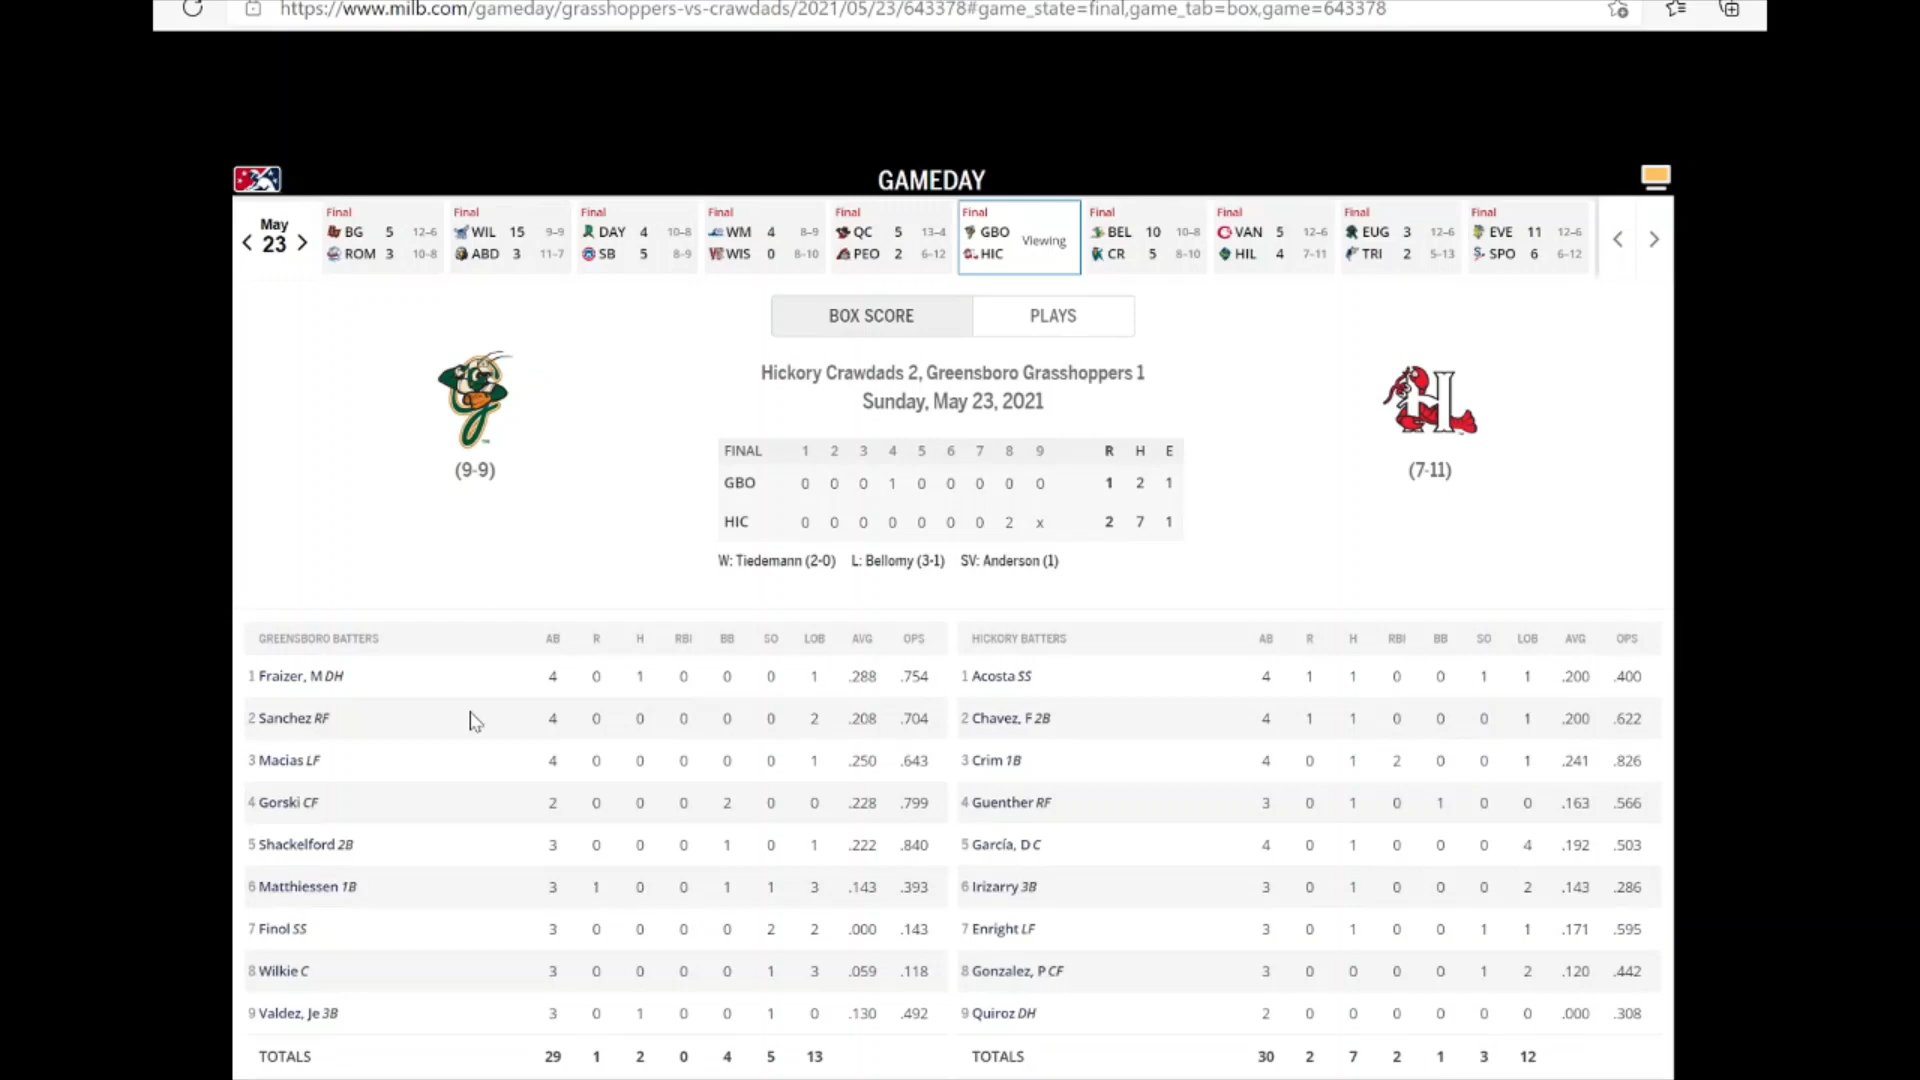 https://www.milb.com/gameday/grasshoppers-vs-crawdads/2021/05/23/643378#game_state=final,game_tab=box,game=643378
GAMEDAY
May
23
Final
BG 5 12-6
ROM 3 10-8
Final
WIL 15 9-9
ABD 3 11-7
Final
DAY 4 10-8
SB 5 8-9
Final
WM 4 8-9
WIS 0 8-10
Final
QC 5 13-4
PEO 2 6-12
Final
GBO
HIC
Viewing
Final
BEL 10 10-8
CR 5 8-10
Final
VAN 5 12-6
HIL 4 7-11
Final
EUG 3 12-6
TRI 2 5-13
Final
EVE 11 12-6
SPO 6 6-12
BOX SCORE PLAYS
Hickory Crawdads 2, Greensboro Grasshoppers 1
Sunday, May 23, 2021
(9-9)
(7-11)
FINAL 1 2 3 4 5 6 7 8 9 R H E
GBO 0 0 0 1 0 0 0 0 0 1 2 1
HIC 0 0 0 0 0 0 0 2 x 2 7 1
W: Tiedemann (2-0) L: Bellomy (3-1) SV: Anderson (1)
GREENSBORO BATTERS AB R H RBI BB SO LOB AVG OPS
1 Fraizer, M DH 4 0 1 0 0 0 1 .288 .754
2 Sanchez RF 4 0 0 0 0 0 2 .208 .704
3 Macias LF 4 0 0 0 0 0 1 .250 .643
4 Gorski CF 2 0 0 0 2 0 0 .228 .799
5 Shackelford 2B 3 0 0 0 1 0 1 .222 .840
6 Matthiessen 1B 3 1 0 0 1 1 3 .143 .393
7 Finol SS 3 0 0 0 0 2 2 .000 .143
8 Wilkie C 3 0 0 0 0 1 3 .059 .118
9 Valdez, Je 3B 3 0 1 0 0 1 0 .130 .492
TOTALS 29 1 2 0 4 5 13
HICKORY BATTERS AB R H RBI BB SO LOB AVG OPS
1 Acosta SS 4 1 1 0 0 1 1 .200 .400
2 Chavez, F 2B 4 1 1 0 0 0 1 .200 .622
3 Crim 1B 4 0 1 2 0 0 1 .241 .826
4 Guenther RF 3 0 1 0 1 0 0 .163 .566
5 García, D C 4 0 1 0 0 0 4 .192 .503
6 Irizarry 3B 3 0 1 0 0 0 2 .143 .286
7 Enright LF 3 0 1 0 0 1 1 .171 .595
8 Gonzalez, P CF 3 0 0 0 0 1 2 .120 .442
9 Quiroz DH 2 0 0 0 0 0 0 .000 .308
TOTALS 30 2 7 2 1 3 12